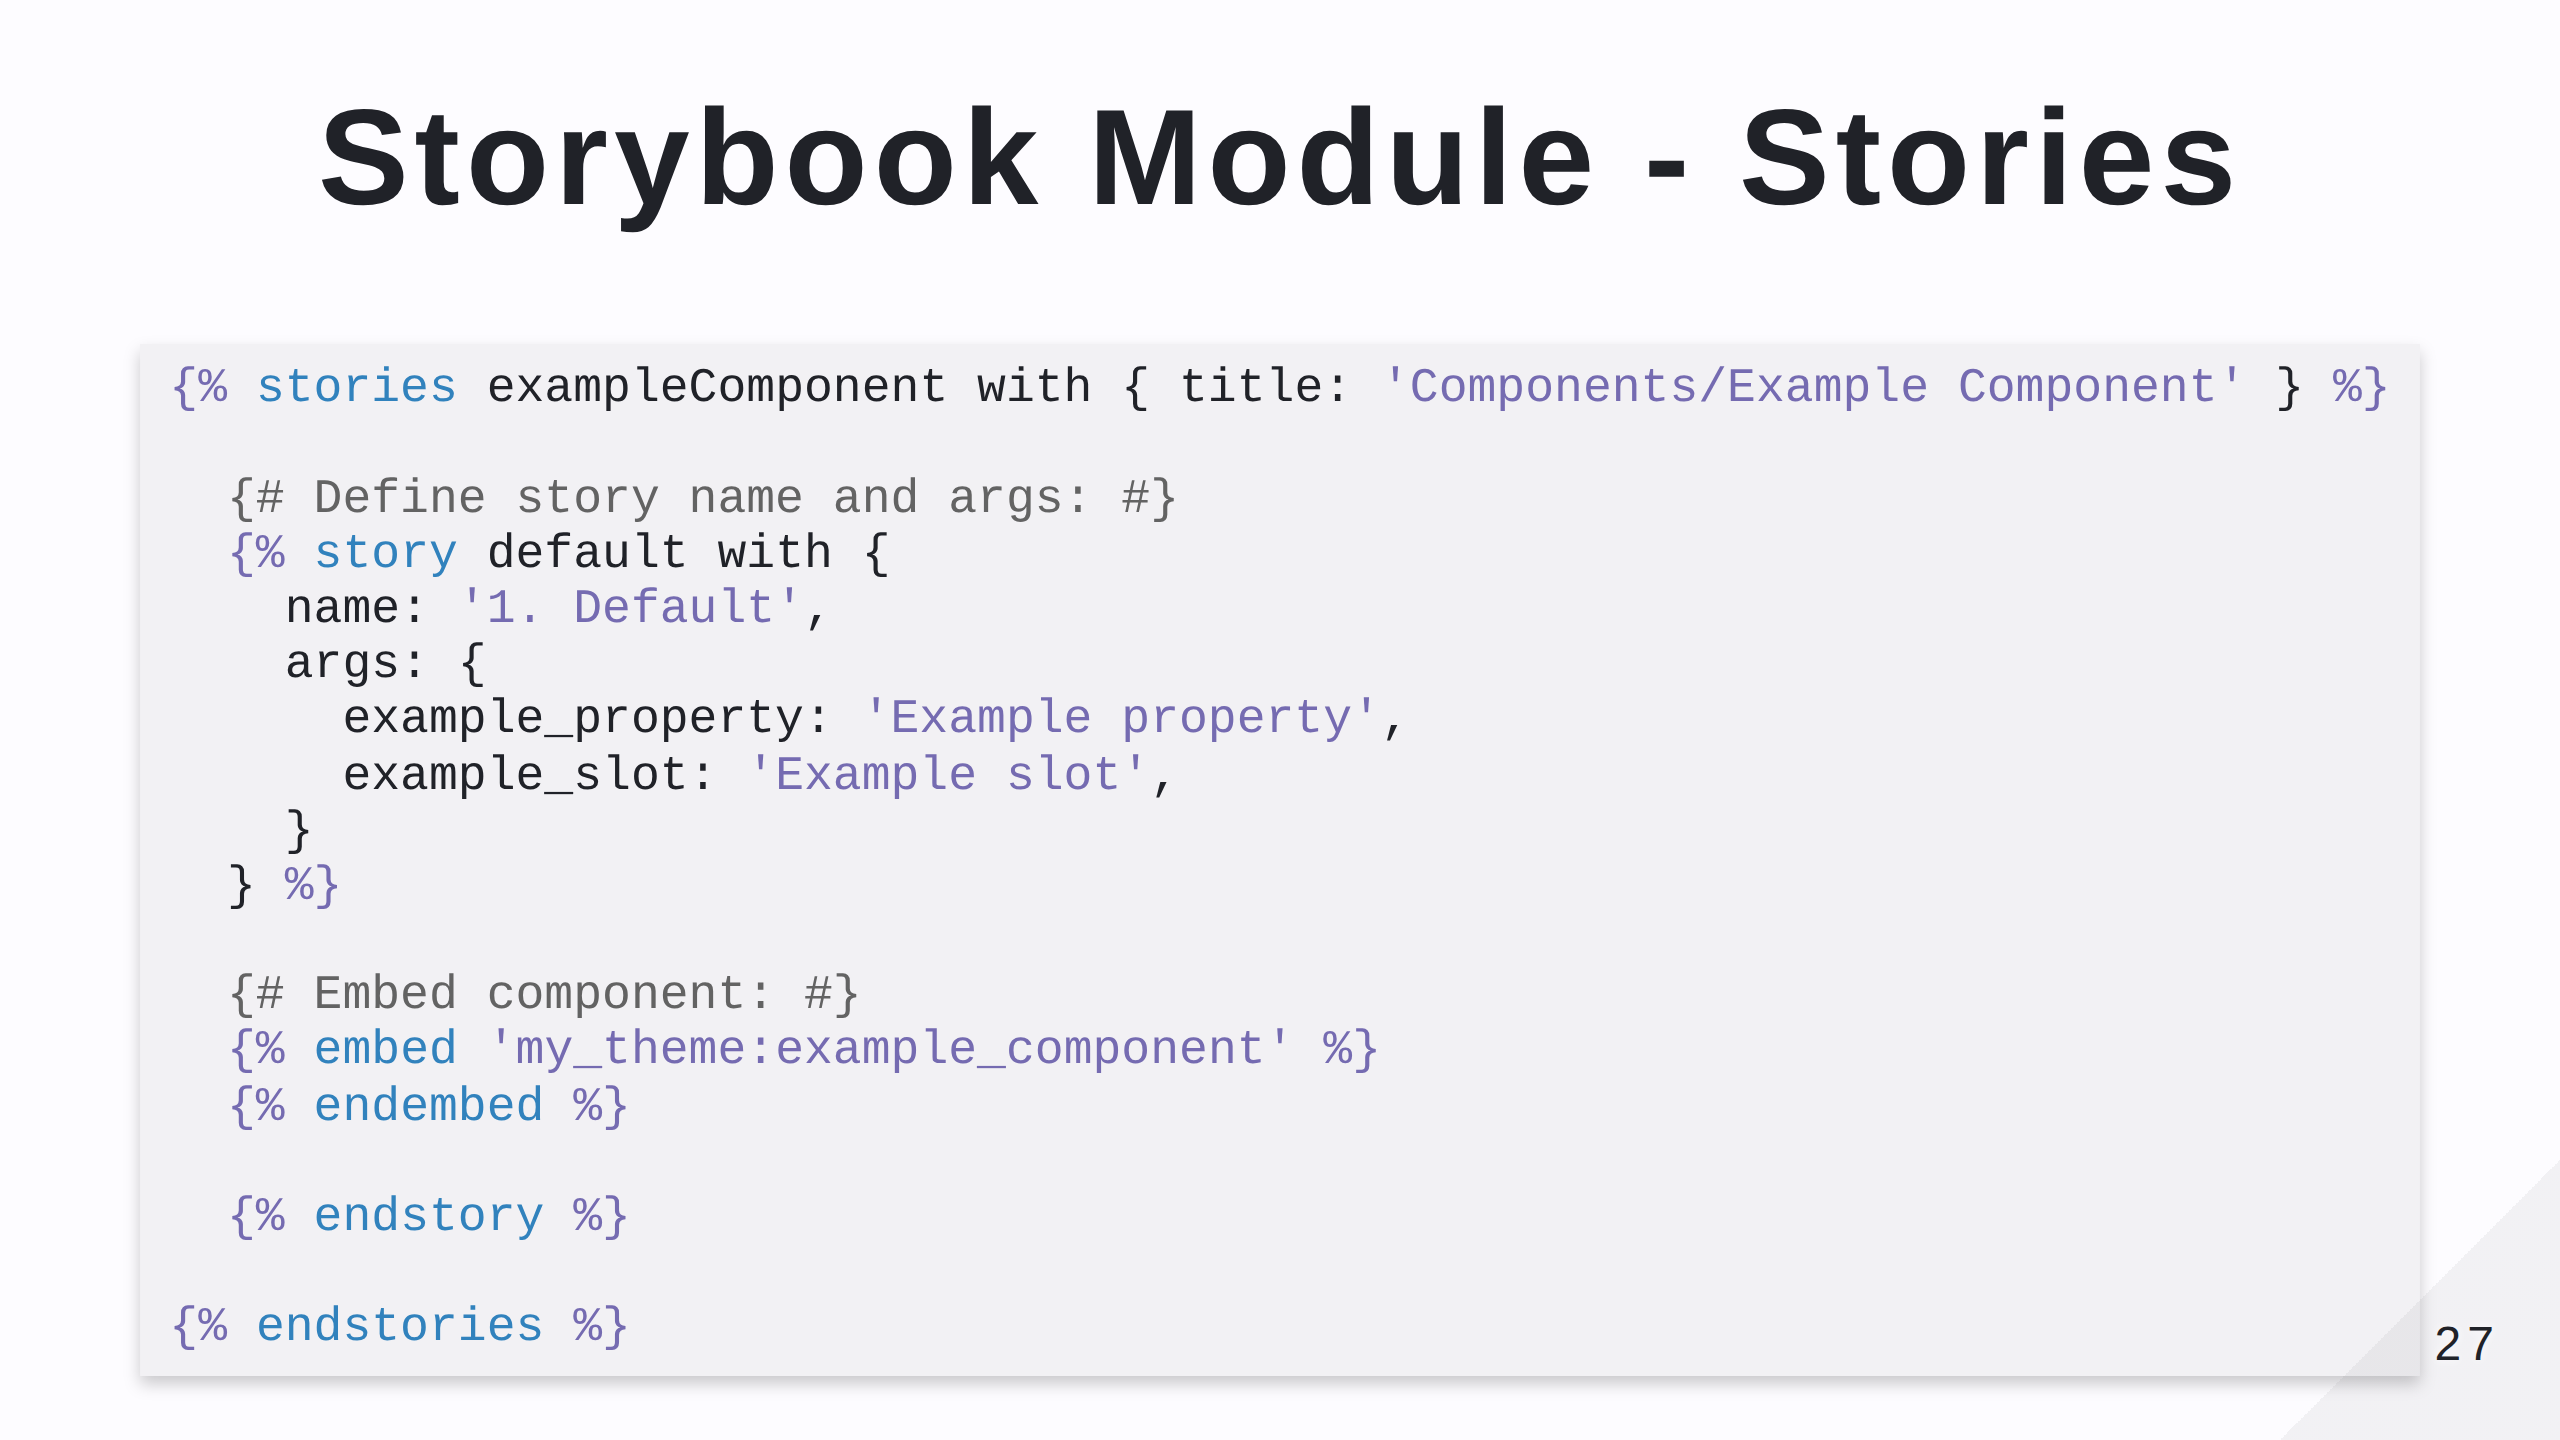 Storybook Module - Stories
{% stories exampleComponent with { title: 'Components/Example Component' } %}
{# Define story name and args: #}
{% story default with {
name: '1. Default',
args: {
example_property: 'Example property',
example_slot: 'Example slot',
}
} %}
{# Embed component: #}
{% embed 'my_theme:example_component' %}
{% endembed %}
{% endstory %}
{% endstories %}
27